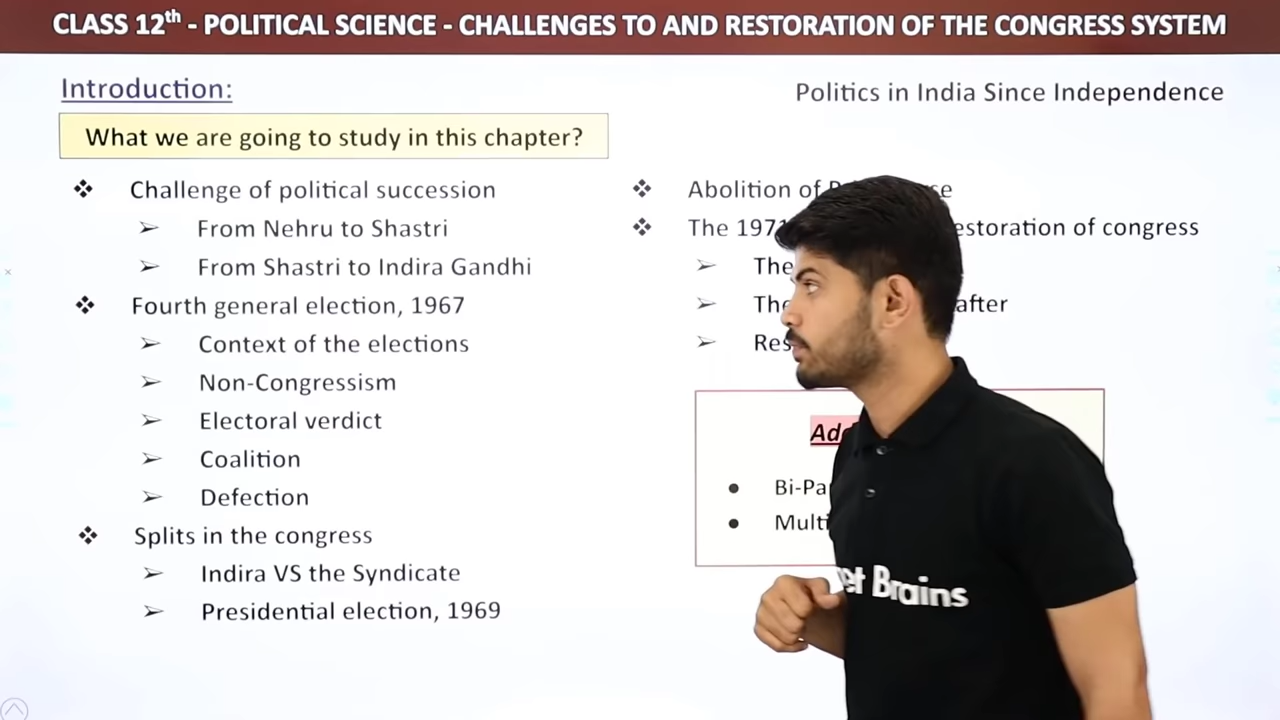 CLASS 12th - POLITICAL SCIENCE - CHALLENGES TO AND RESTORATION OF THE CONGRESS SYSTEM
Introduction:
Politics in India Since Independence
What we are going to study in this chapter?
❖ Challenge of political succession
➢ From Nehru to Shastri
➢ From Shastri to Indira Gandhi
❖ Fourth general election, 1967
➢ Context of the elections
➢ Non-Congressism
➢ Electoral verdict
➢ Coalition
➢ Defection
❖ Splits in the congress
➢ Indira VS the Syndicate
➢ Presidential election, 1969
❖ Abolition of
❖ The 1971 of congress
➢ The
➢ The after
➢
●
●
Brains